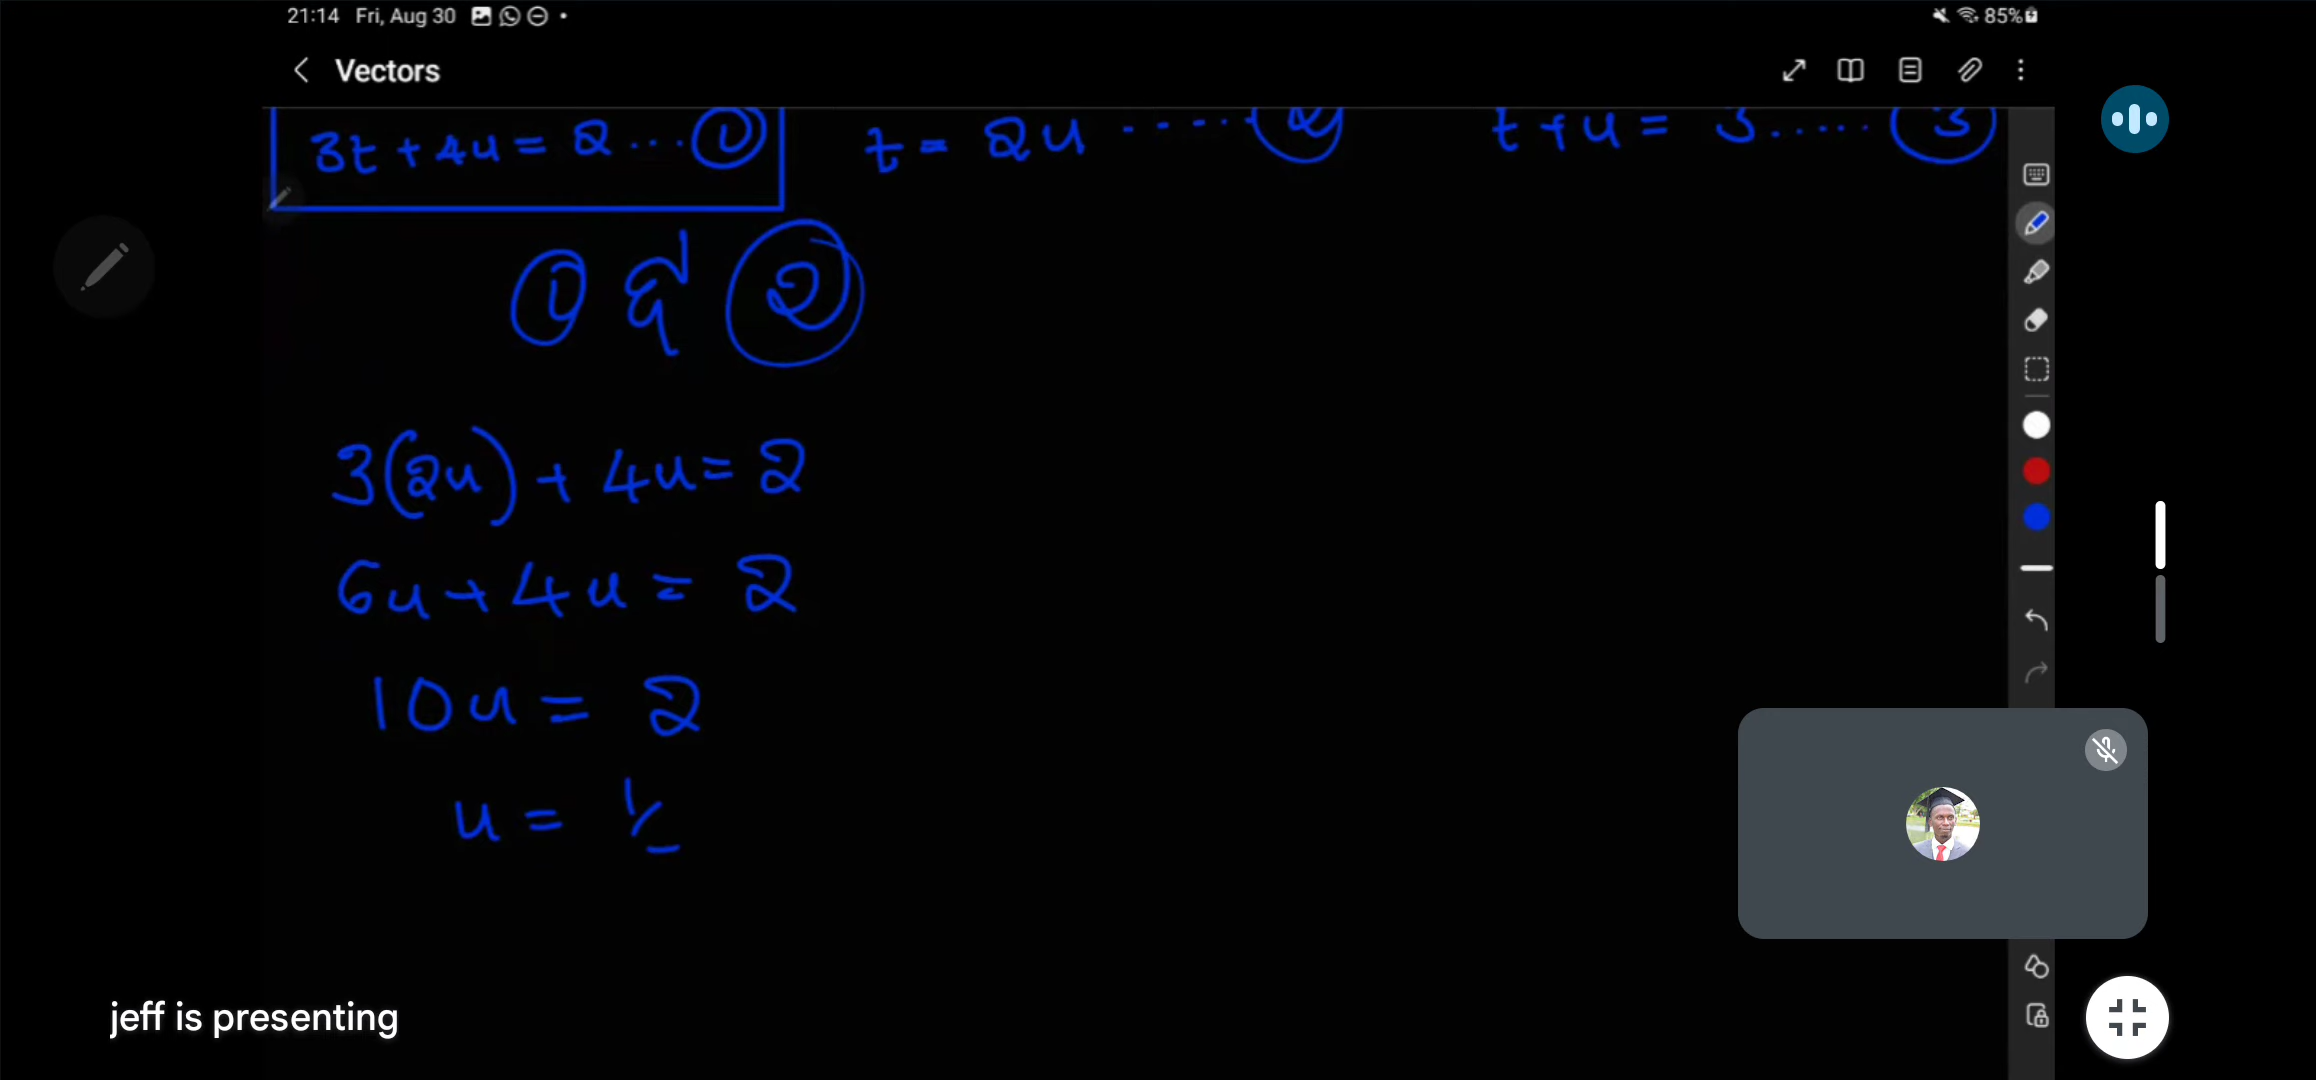 21:14 Fri, Aug 30
85%
Vectors
3t + 4u = 2 ... ① t = 2u ..... ② t + u = 3 ..... ③
① & ②
3(2u) + 4u = 2
6u + 4u = 2
10u = 2
u = 1/
jeff is presenting